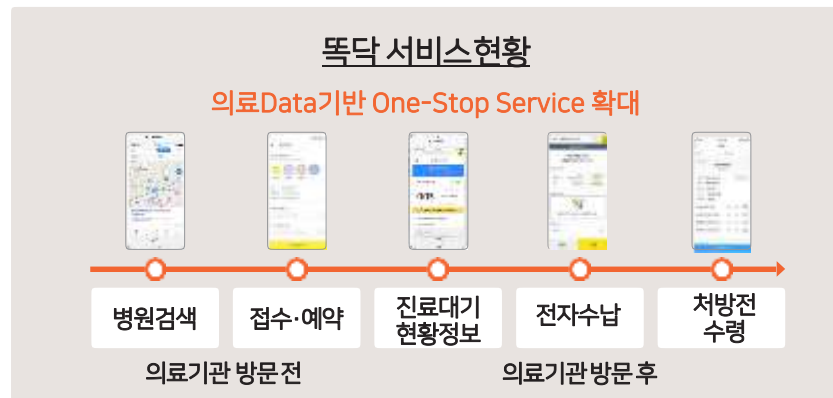 똑닥 서비스현황
의료Data기반 One-Stop Service 확대
병원검색
접수·예약
진료대기
현황정보
전자수납
처방전
수령
의료기관 방문 전
의료기관 방문 후